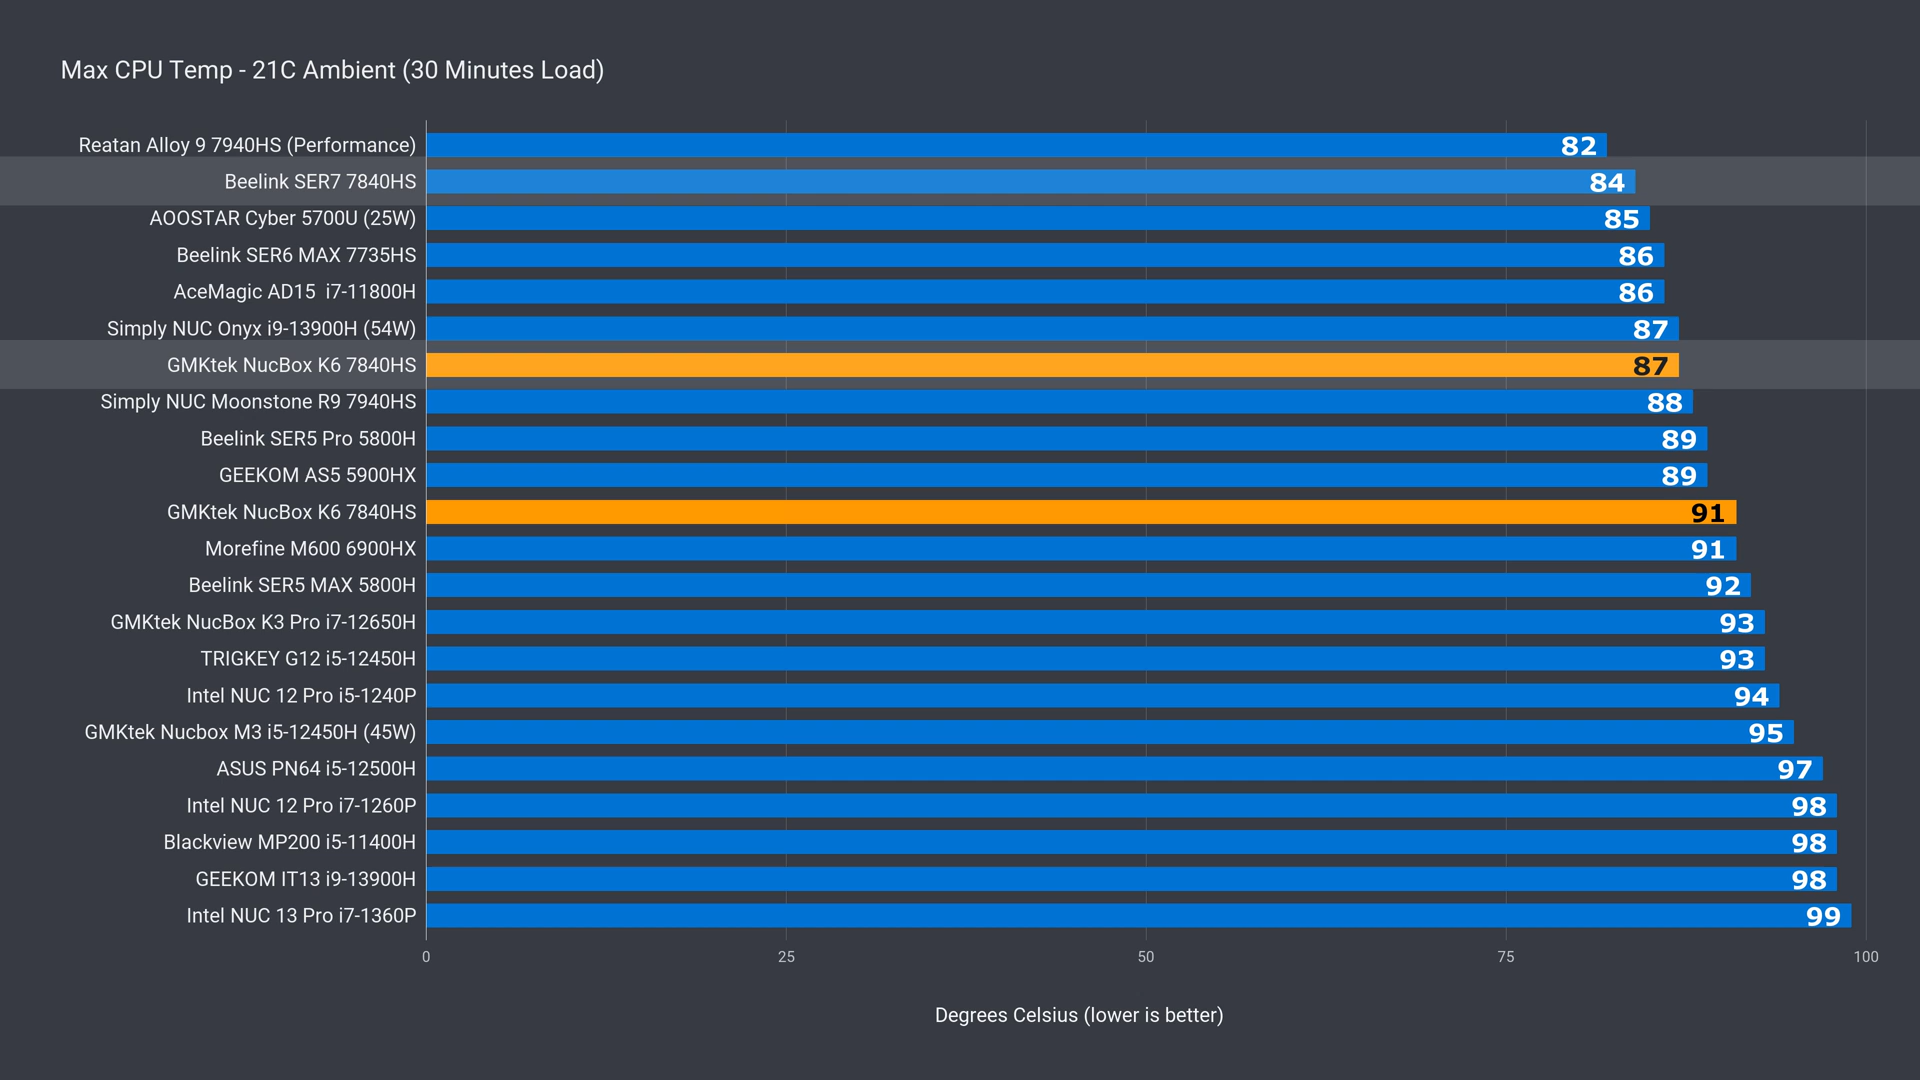 Max CPU Temp - 21C Ambient (30 Minutes Load)
Reatan Alloy 9 7940HS (Performance) 82
Beelink SER7 7840HS 84
AOOSTAR Cyber 5700U (25W) 85
Beelink SER6 MAX 7735HS 86
AceMagic AD15  i7-11800H 86
Simply NUC Onyx i9-13900H (54W) 87
GMKtek NucBox K6 7840HS 87
Simply NUC Moonstone R9 7940HS 88
Beelink SER5 Pro 5800H 89
GEEKOM AS5 5900HX 89
GMKtek NucBox K6 7840HS 91
Morefine M600 6900HX 91
Beelink SER5 MAX 5800H 92
GMKtek NucBox K3 Pro i7-12650H 93
TRIGKEY G12 i5-12450H 93
Intel NUC 12 Pro i5-1240P 94
GMKtek Nucbox M3 i5-12450H (45W) 95
ASUS PN64 i5-12500H 97
Intel NUC 12 Pro i7-1260P 98
Blackview MP200 i5-11400H 98
GEEKOM IT13 i9-13900H 98
Intel NUC 13 Pro i7-1360P 99
0 25 50 75 100
Degrees Celsius (lower is better)